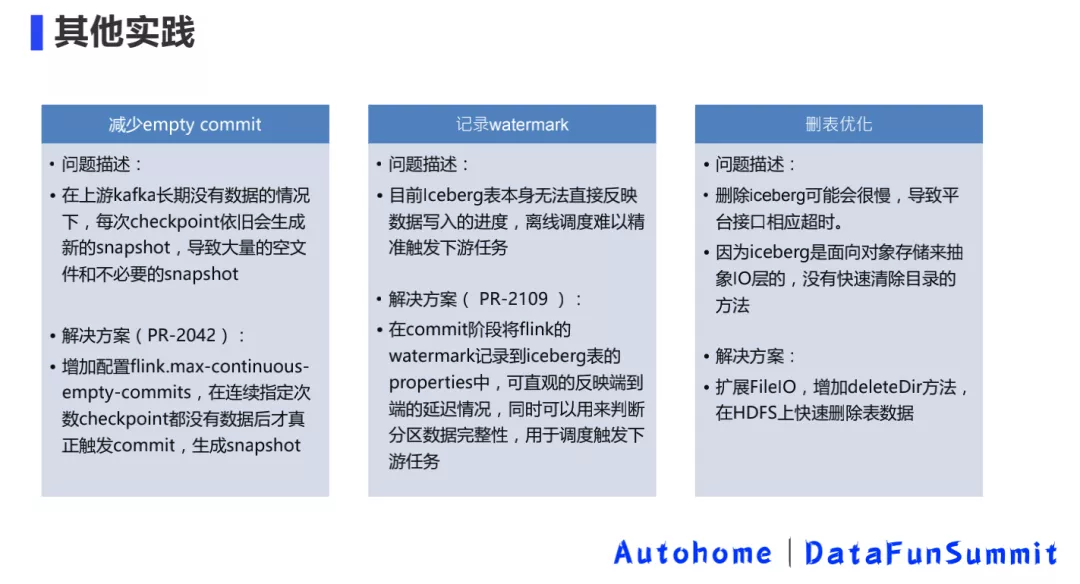 其他实践
减少empty commit
• 问题描述：
• 在上游kafka长期没有数据的情况
下，每次checkpoint依旧会生成
新的snapshot，导致大量的空文
件和不必要的snapshot
• 解决方案（PR-2042）：
• 增加配置flink.max-continuous-
empty-commits，在连续指定次
数checkpoint都没有数据后才真
正触发commit，生成snapshot
记录watermark
• 问题描述：
• 目前Iceberg表本身无法直接反映
数据写入的进度，离线调度难以精
准触发下游任务
• 解决方案（ PR-2109 ）：
• 在commit阶段将flink的
watermark记录到iceberg表的
properties中，可直观的反映端到
端的延迟情况，同时可以用来判断
分区数据完整性，用于调度触发下
游任务
删表优化
• 问题描述：
• 删除iceberg可能会很慢，导致平
台接口相应超时。
• 因为iceberg是面向对象存储来抽
象IO层的，没有快速清除目录的
方法
• 解决方案：
• 扩展FileIO，增加deleteDir方法，
在HDFS上快速删除表数据
Autohome | DataFunSummit